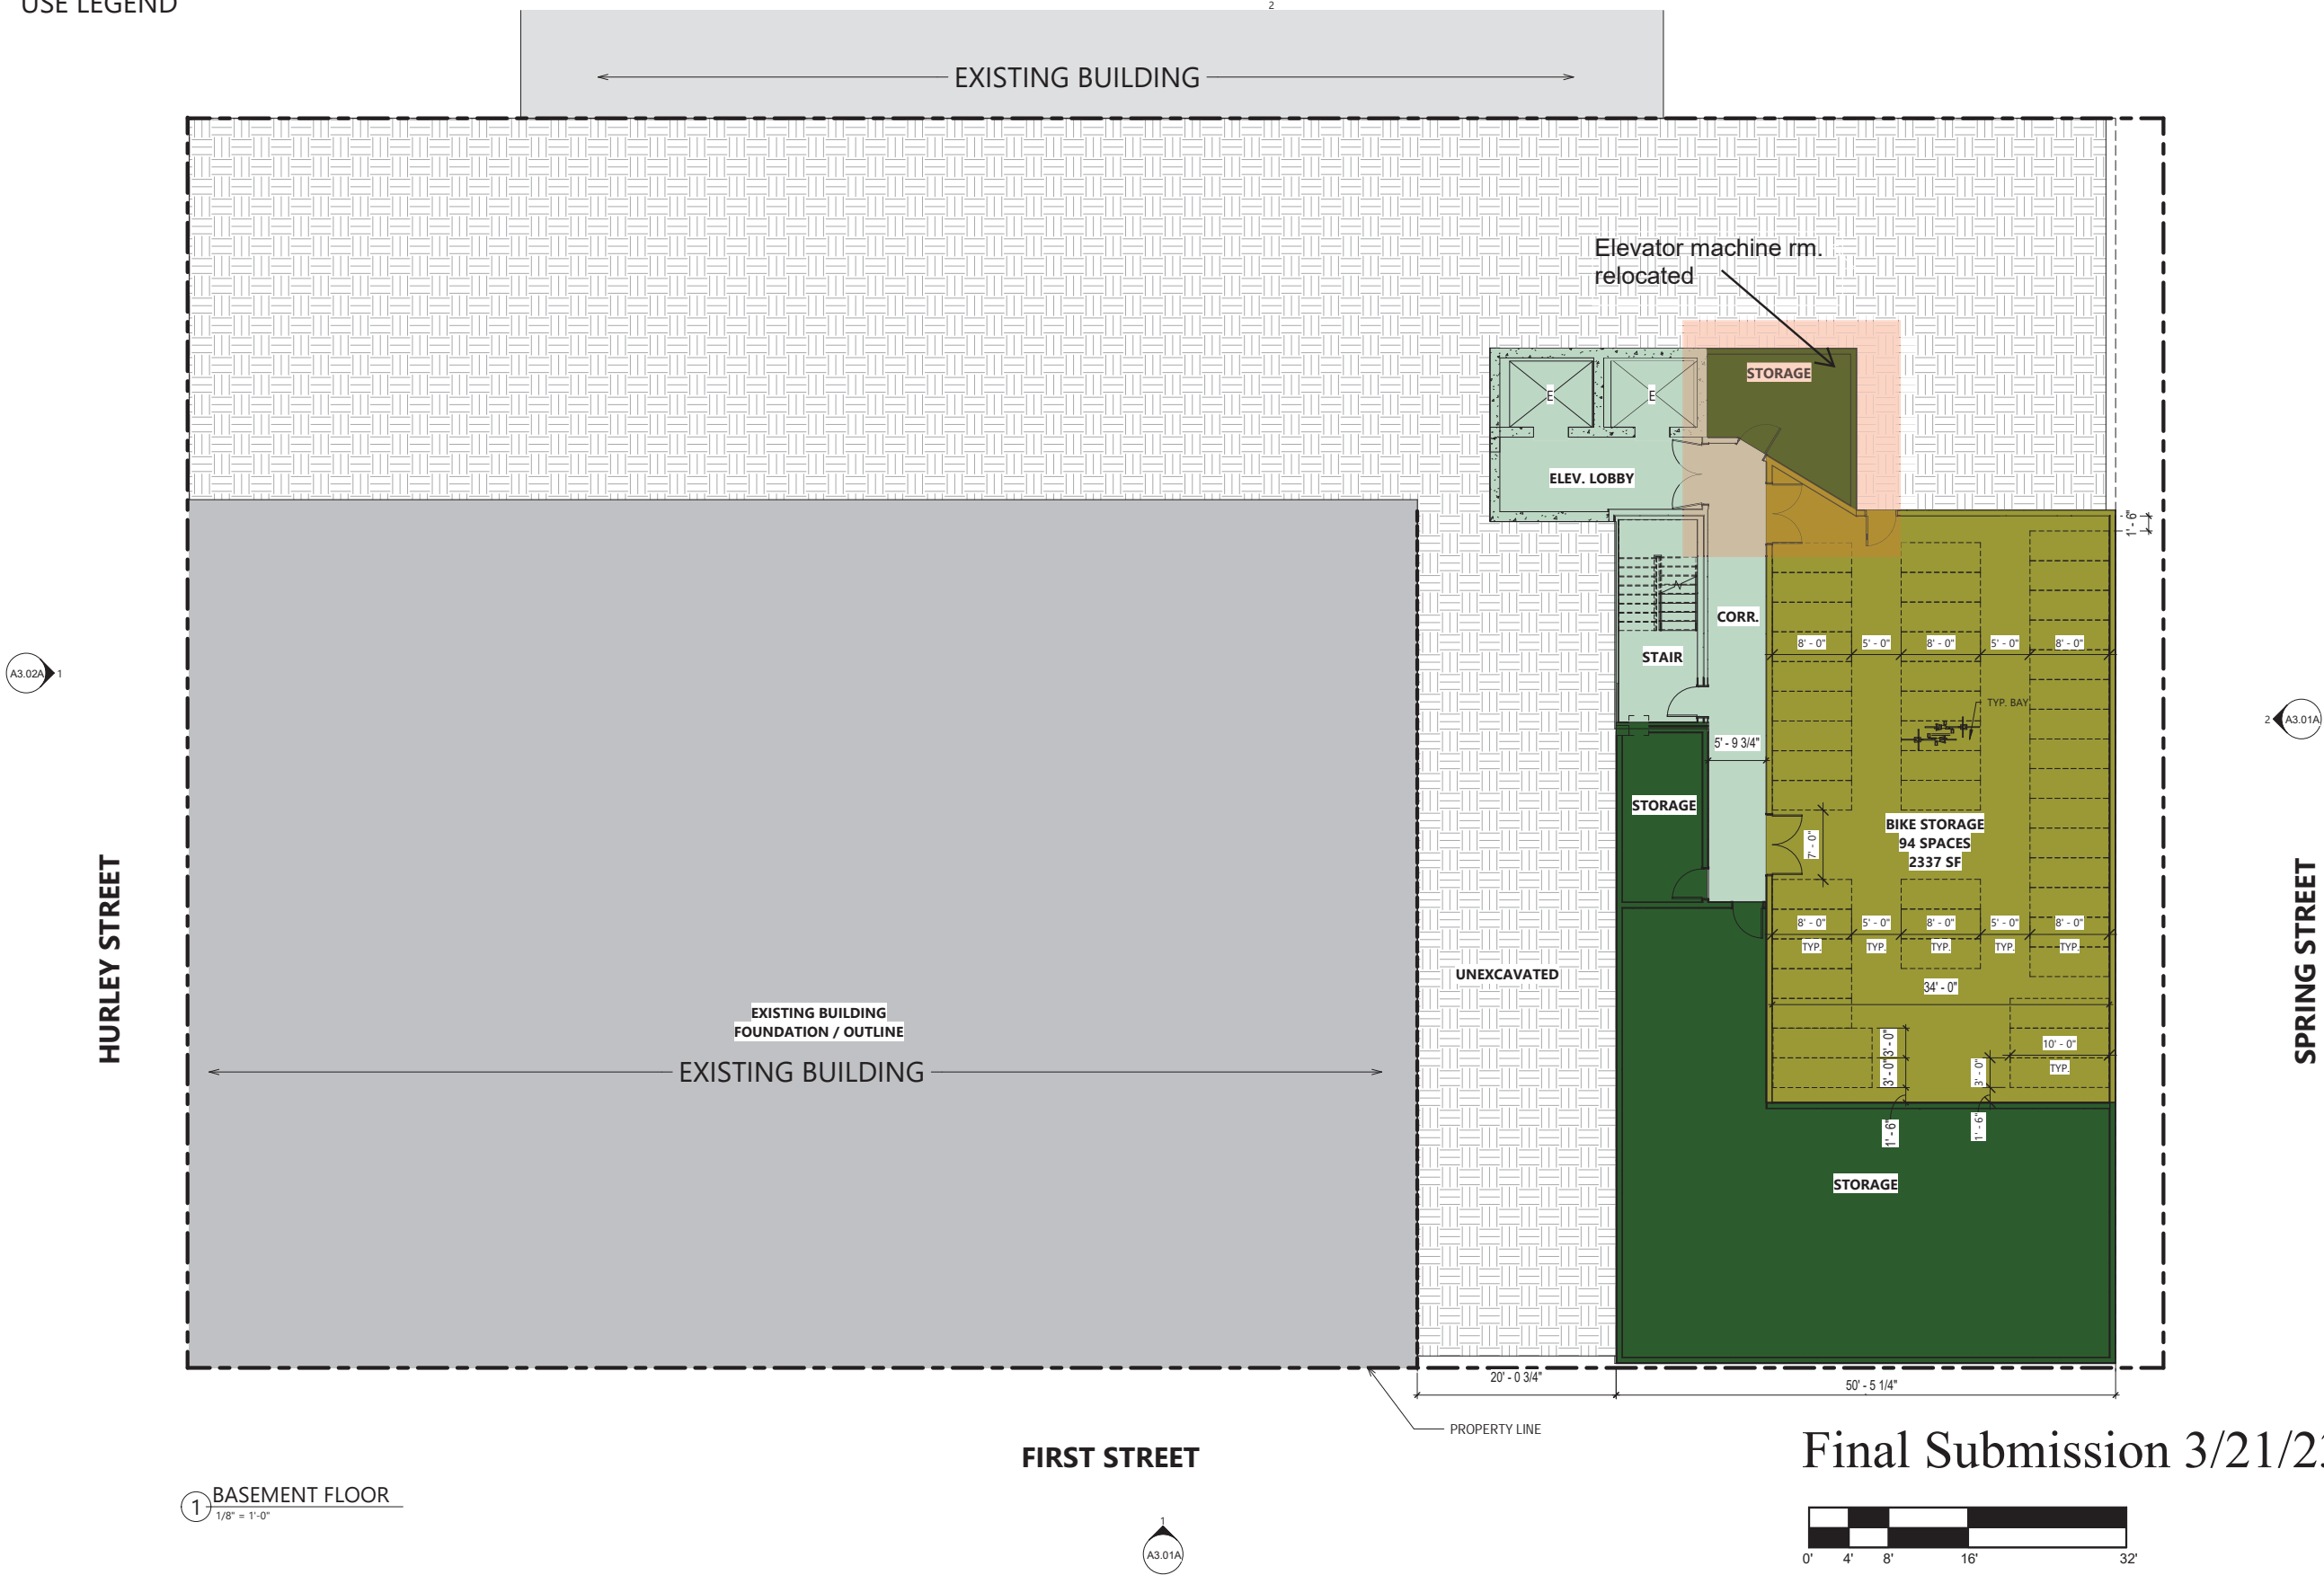 USE LEGEND
2
EXISTING BUILDING
Elevator machine rm.
relocated
STORAGE
E
E
ELEV. LOBBY
1' - 6"
CORR.
STAIR
8' - 0"
5' - 0"
8' - 0"
5' - 0"
8' - 0"
A3.02A
1
TYP. BAY
2
A3.01A
5' - 9 3/4"
STORAGE
7' - 0"
BIKE STORAGE
94 SPACES
2337 SF
HURLEY STREET
SPRING STREET
8' - 0"
5' - 0"
8' - 0"
5' - 0"
8' - 0"
TYP.
TYP.
TYP.
TYP.
TYP.
UNEXCAVATED
34' - 0"
EXISTING BUILDING
FOUNDATION / OUTLINE
EXISTING BUILDING
3' - 0"
3' - 0"
3' - 0"
10' - 0"
TYP.
1' - 6"
1' - 6"
STORAGE
20' - 0 3/4"
50' - 5 1/4"
PROPERTY LINE
FIRST STREET
Final Submission 3/21/2
1
BASEMENT FLOOR
1/8" = 1'-0"
1
A3.01A
0'
4'
8'
16'
32'